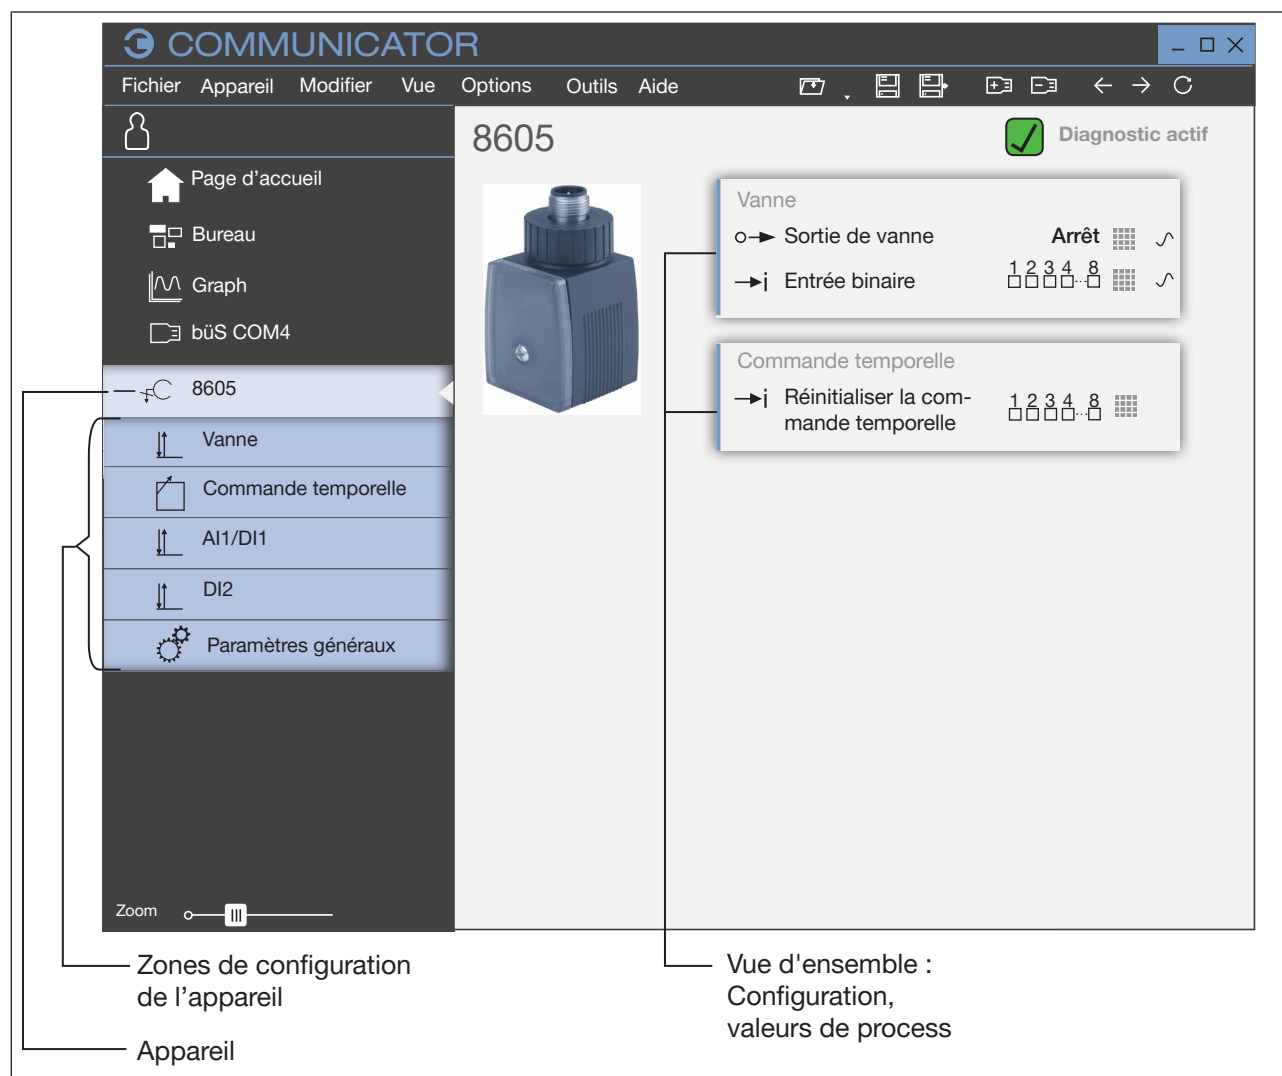 COMMUNICATOR
Fichier Appareil Modifier Vue Options Outils Aide
8605
Diagnostic actif
Page d'accueil
Bureau
Graph
büS COM4
8605
Vanne
Commande temporelle
AI1/DI1
DI2
Paramètres généraux
Zoom
Vanne
Sortie de vanne Arrêt
i Entrée binaire 1 2 3 4 8
Commande temporelle
i Réinitialiser la com-
mande temporelle 1 2 3 4 8
Zones de configuration
de l’appareil
Appareil
Vue d'ensemble :
Configuration,
valeurs de process